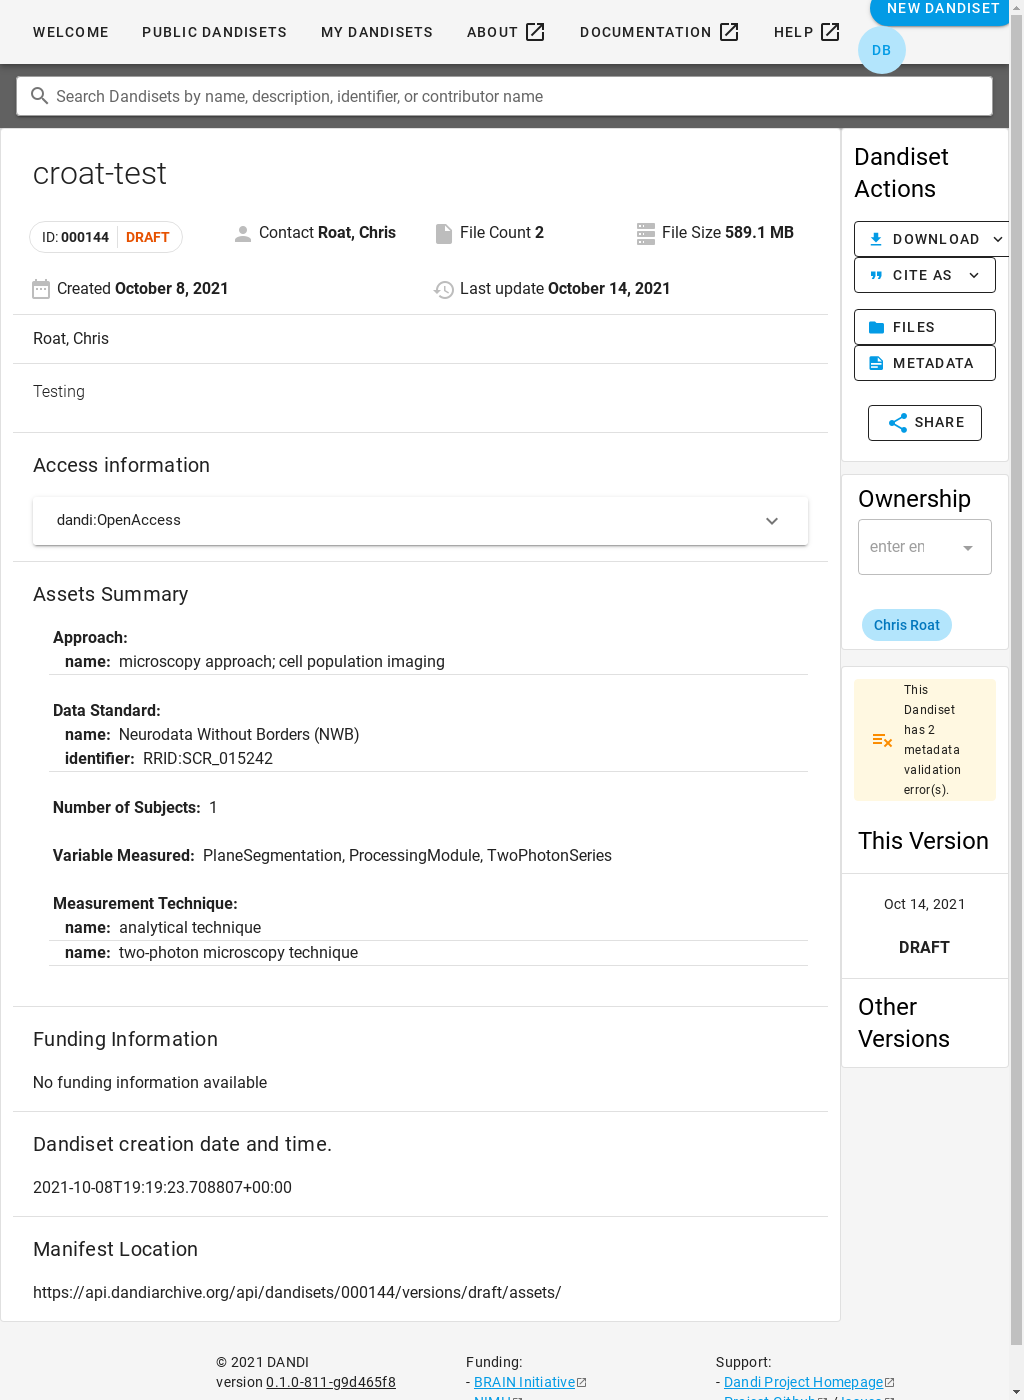 WELCOME PUBLIC DANDISETS MY DANDISETS ABOUT DOCUMENTATION HELP NEW DANDISET
DB
Search Dandisets by name, description, identifier, or contributor name
croat-test
ID: 000144 DRAFT Contact Roat, Chris File Count 2 File Size 589.1 MB
Created October 8, 2021 Last update October 14, 2021
Roat, Chris
Testing
Access information
dandi:OpenAccess
Assets Summary
Approach:
name: microscopy approach; cell population imaging
Data Standard:
name: Neurodata Without Borders (NWB)
identifier: RRID:SCR_015242
Number of Subjects: 1
Variable Measured: PlaneSegmentation, ProcessingModule, TwoPhotonSeries
Measurement Technique:
name: analytical technique
name: two-photon microscopy technique
Funding Information
No funding information available
Dandiset creation date and time.
2021-10-08T19:19:23.708807+00:00
Manifest Location
https://api.dandiarchive.org/api/dandisets/000144/versions/draft/assets/
Dandiset
Actions
DOWNLOAD
CITE AS
FILES
METADATA
SHARE
Ownership
enter en
Chris Roat
This
Dandiset
has 2
metadata
validation
error(s).
This Version
Oct 14, 2021
DRAFT
Other
Versions
© 2021 DANDI
version 0.1.0-811-g9d465f8
Funding:
- BRAIN Initiative
- NIMH
Support:
- Dandi Project Homepage
- Project Github / Issues